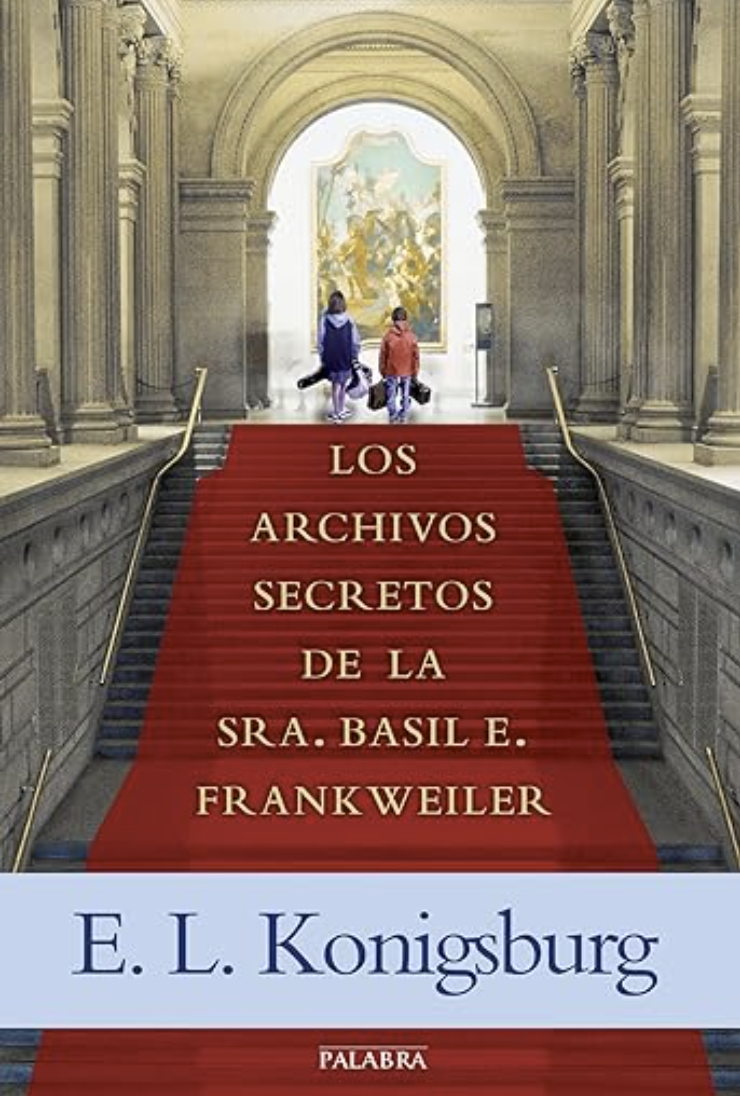 LOS
ARCHIVOS
SECRETOS
DE LA
SRA. BASIL E.
FRANKWEILER
E. L. Konigsburg
PALABRA